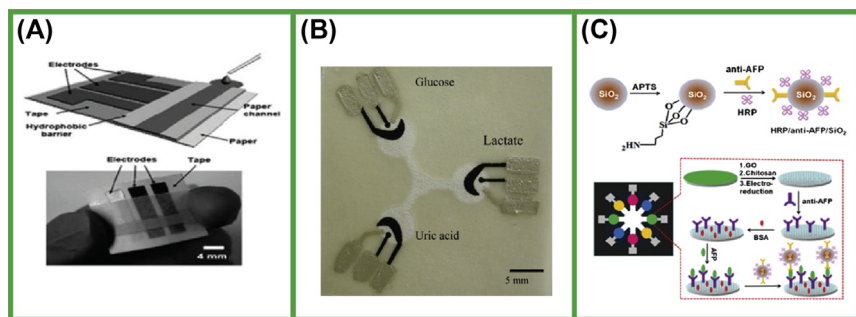 (A)
Electrodes
Tape
Hydrophobic
barrier
Paper
channel
Paper
Electrodes
Tape
4 mm
(B)
Glucose
Lactate
Uric acid
5 mm
(C)
SiO2
APTS
SiO2
O
O
O
Si
H2N
anti-AFP
HRP
SiO2
HRP/anti-AFP/SiO2
1.GO
2.Chitosan
3.Electro-
reduction
anti-AFP
BSA
AFP